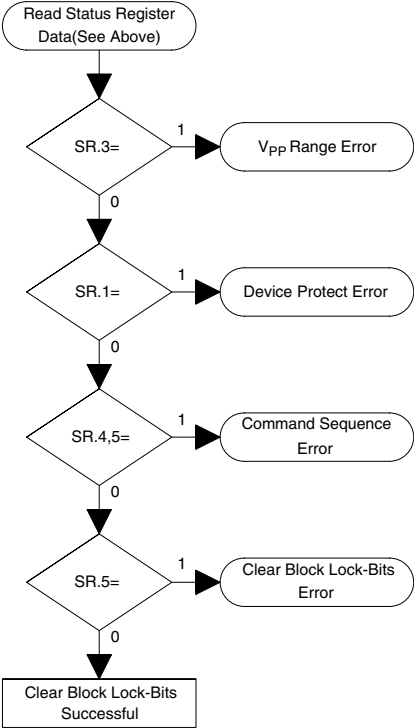 Read Status Register
Data(See Above)
SR.3=
1
VPP Range Error
0
SR.1=
1
Device Protect Error
0
SR.4,5=
1
Command Sequence
Error
0
SR.5=
1
Clear Block Lock-Bits
Error
0
Clear Block Lock-Bits
Successful